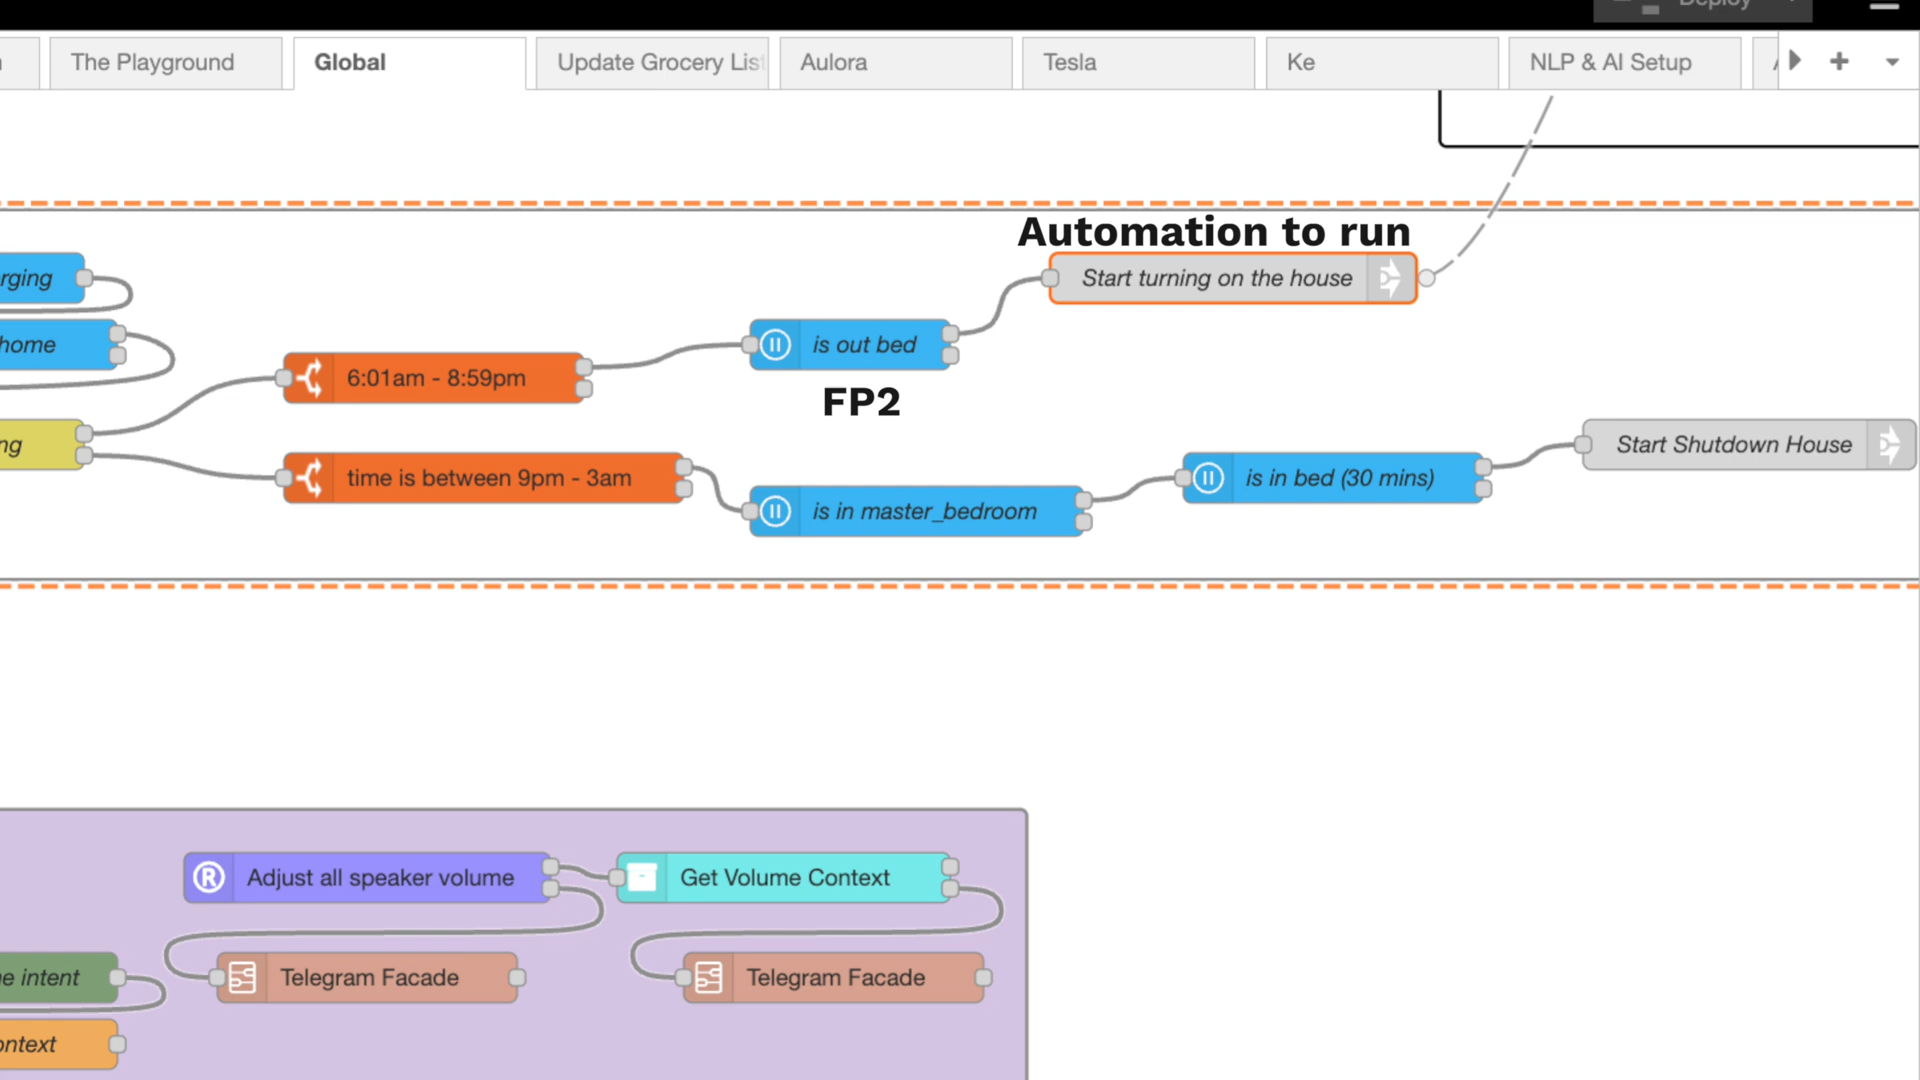 Deploy
The Playground
Global
Update Grocery List
Aulora
Tesla
Ke
NLP & AI Setup
Automation to run
rging
Start turning on the house
home
is out bed
6:01am - 8:59pm
FP2
ng
Start Shutdown House
time is between 9pm - 3am
is in bed (30 mins)
is in master_bedroom
Adjust all speaker volume
Get Volume Context
e intent
Telegram Facade
Telegram Facade
ontext